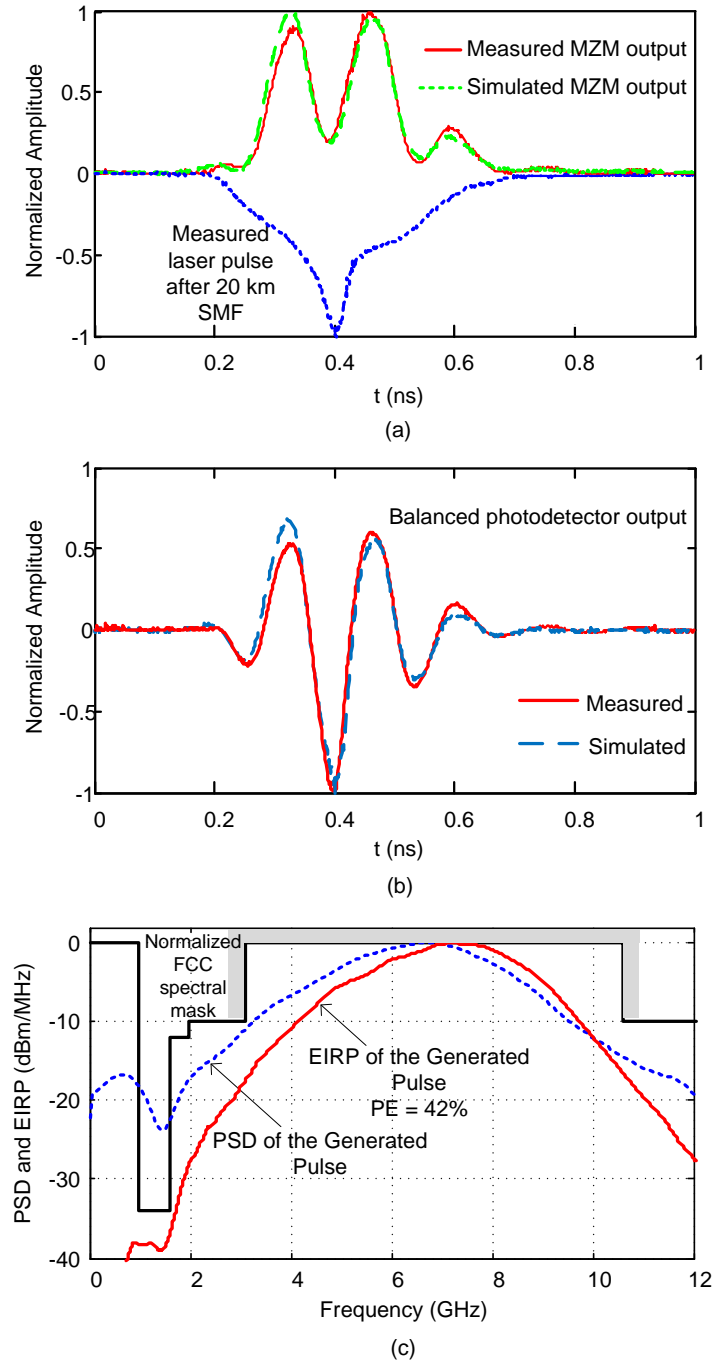 1
0.5
0
-0.5
-1
Normalized Amplitude
Measured MZM output
Simulated MZM output
Measured
laser pulse
after 20 km
SMF
0 0.2 0.4 0.6 0.8 1
t (ns)
(a)
1
0.5
0
-0.5
-1
Normalized Amplitude
Balanced photodetector output
Measured
Simulated
0 0.2 0.4 0.6 0.8 1
t (ns)
(b)
0
-10
-20
-30
-40
PSD and EIRP (dBm/MHz)
Normalized
FCC
spectral
mask
EIRP of the Generated
Pulse
PE = 42%
PSD of the Generated
Pulse
0 2 4 6 8 10 12
Frequency (GHz)
(c)